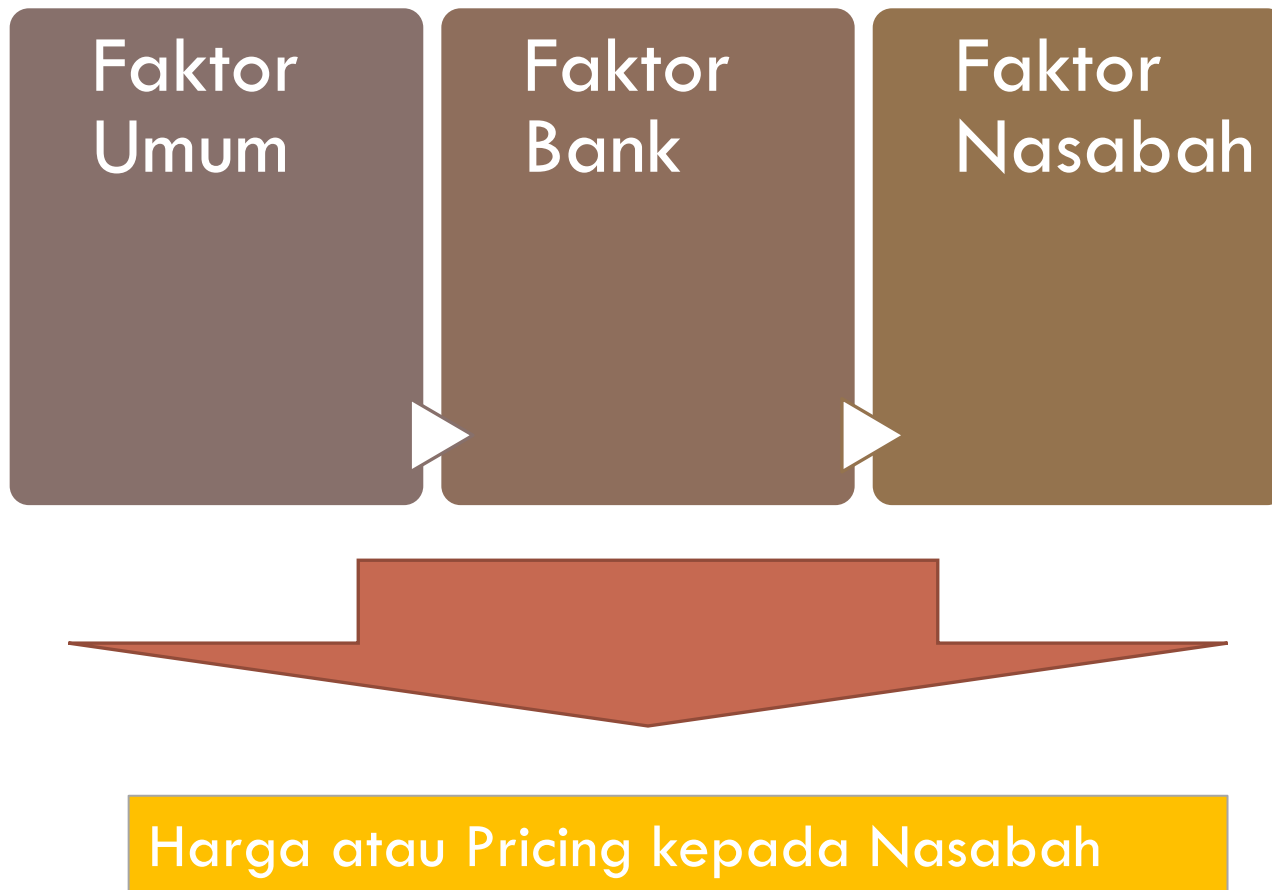 Faktor
Umum
Faktor
Bank
Faktor
Nasabah
Harga atau Pricing kepada Nasabah